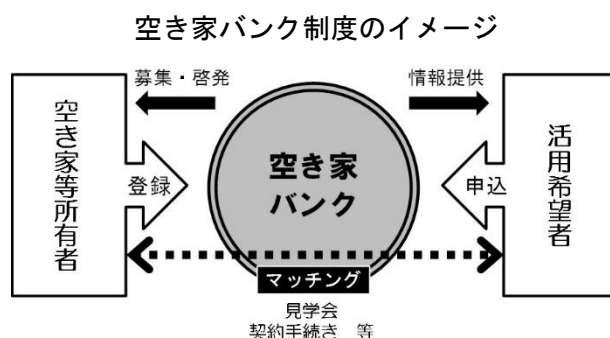 空き家バンク制度のイメージ
募集・啓発
情報提供
空き家等所有者
登録
空き家
バンク
申込
活用希望者
マッチング
見学会
契約手続き　等